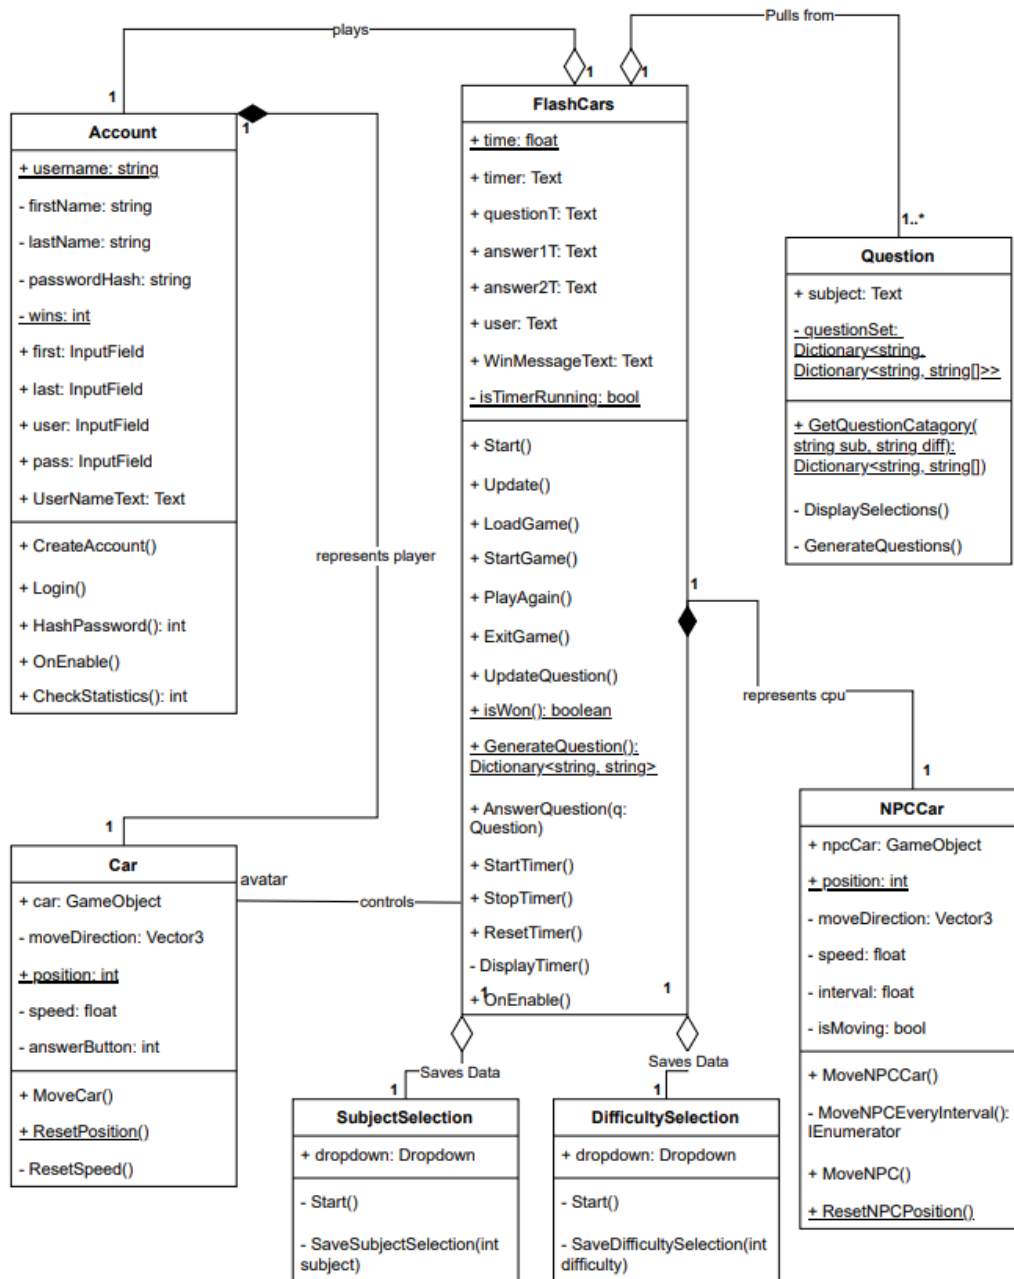 plays
Pulls from
1
1
1
1
Account
+ username: string
- firstName: string
- lastName: string
- passwordHash: string
- wins: int
+ first: InputField
+ last: InputField
+ user: InputField
+ pass: InputField
+ UserNameText: Text
+ CreateAccount()
+ Login()
+ HashPassword(): int
+ OnEnable()
+ CheckStatistics(): int
FlashCars
+ time: float
+ timer: Text
+ questionT: Text
+ answer1T: Text
+ answer2T: Text
+ user: Text
+ WinMessageText: Text
- isTimerRunning: bool
+ Start()
+ Update()
+ LoadGame()
+ StartGame()
+ PlayAgain()
+ ExitGame()
+ UpdateQuestion()
+ isWon(): boolean
+ GenerateQuestion():
Dictionary<string, string>
+ AnswerQuestion(q:
Question)
+ StartTimer()
+ StopTimer()
+ ResetTimer()
- DisplayTimer()
+ OnEnable()
1..*
Question
+ subject: Text
- questionSet:
Dictionary<string,
Dictionary<string, string[]>>
+ GetQuestionCatagory(
string sub, string diff):
Dictionary<string, string[])
- DisplaySelections()
- GenerateQuestions()
represents player
1
represents cpu
1
1
Car
+ car: GameObject
- moveDirection: Vector3
+ position: int
- speed: float
- answerButton: int
+ MoveCar()
+ ResetPosition()
- ResetSpeed()
avatar
controls
NPCCar
+ npcCar: GameObject
+ position: int
- moveDirection: Vector3
- speed: float
- interval: float
- isMoving: bool
+ MoveNPCCar()
- MoveNPCEveryInterval():
IEnumerator
+ MoveNPC()
+ ResetNPCPosition()
1
1
Saves Data
Saves Data
1
1
SubjectSelection
+ dropdown: Dropdown
- Start()
- SaveSubjectSelection(int
subject)
DifficultySelection
+ dropdown: Dropdown
- Start()
- SaveDifficultySelection(int
difficulty)